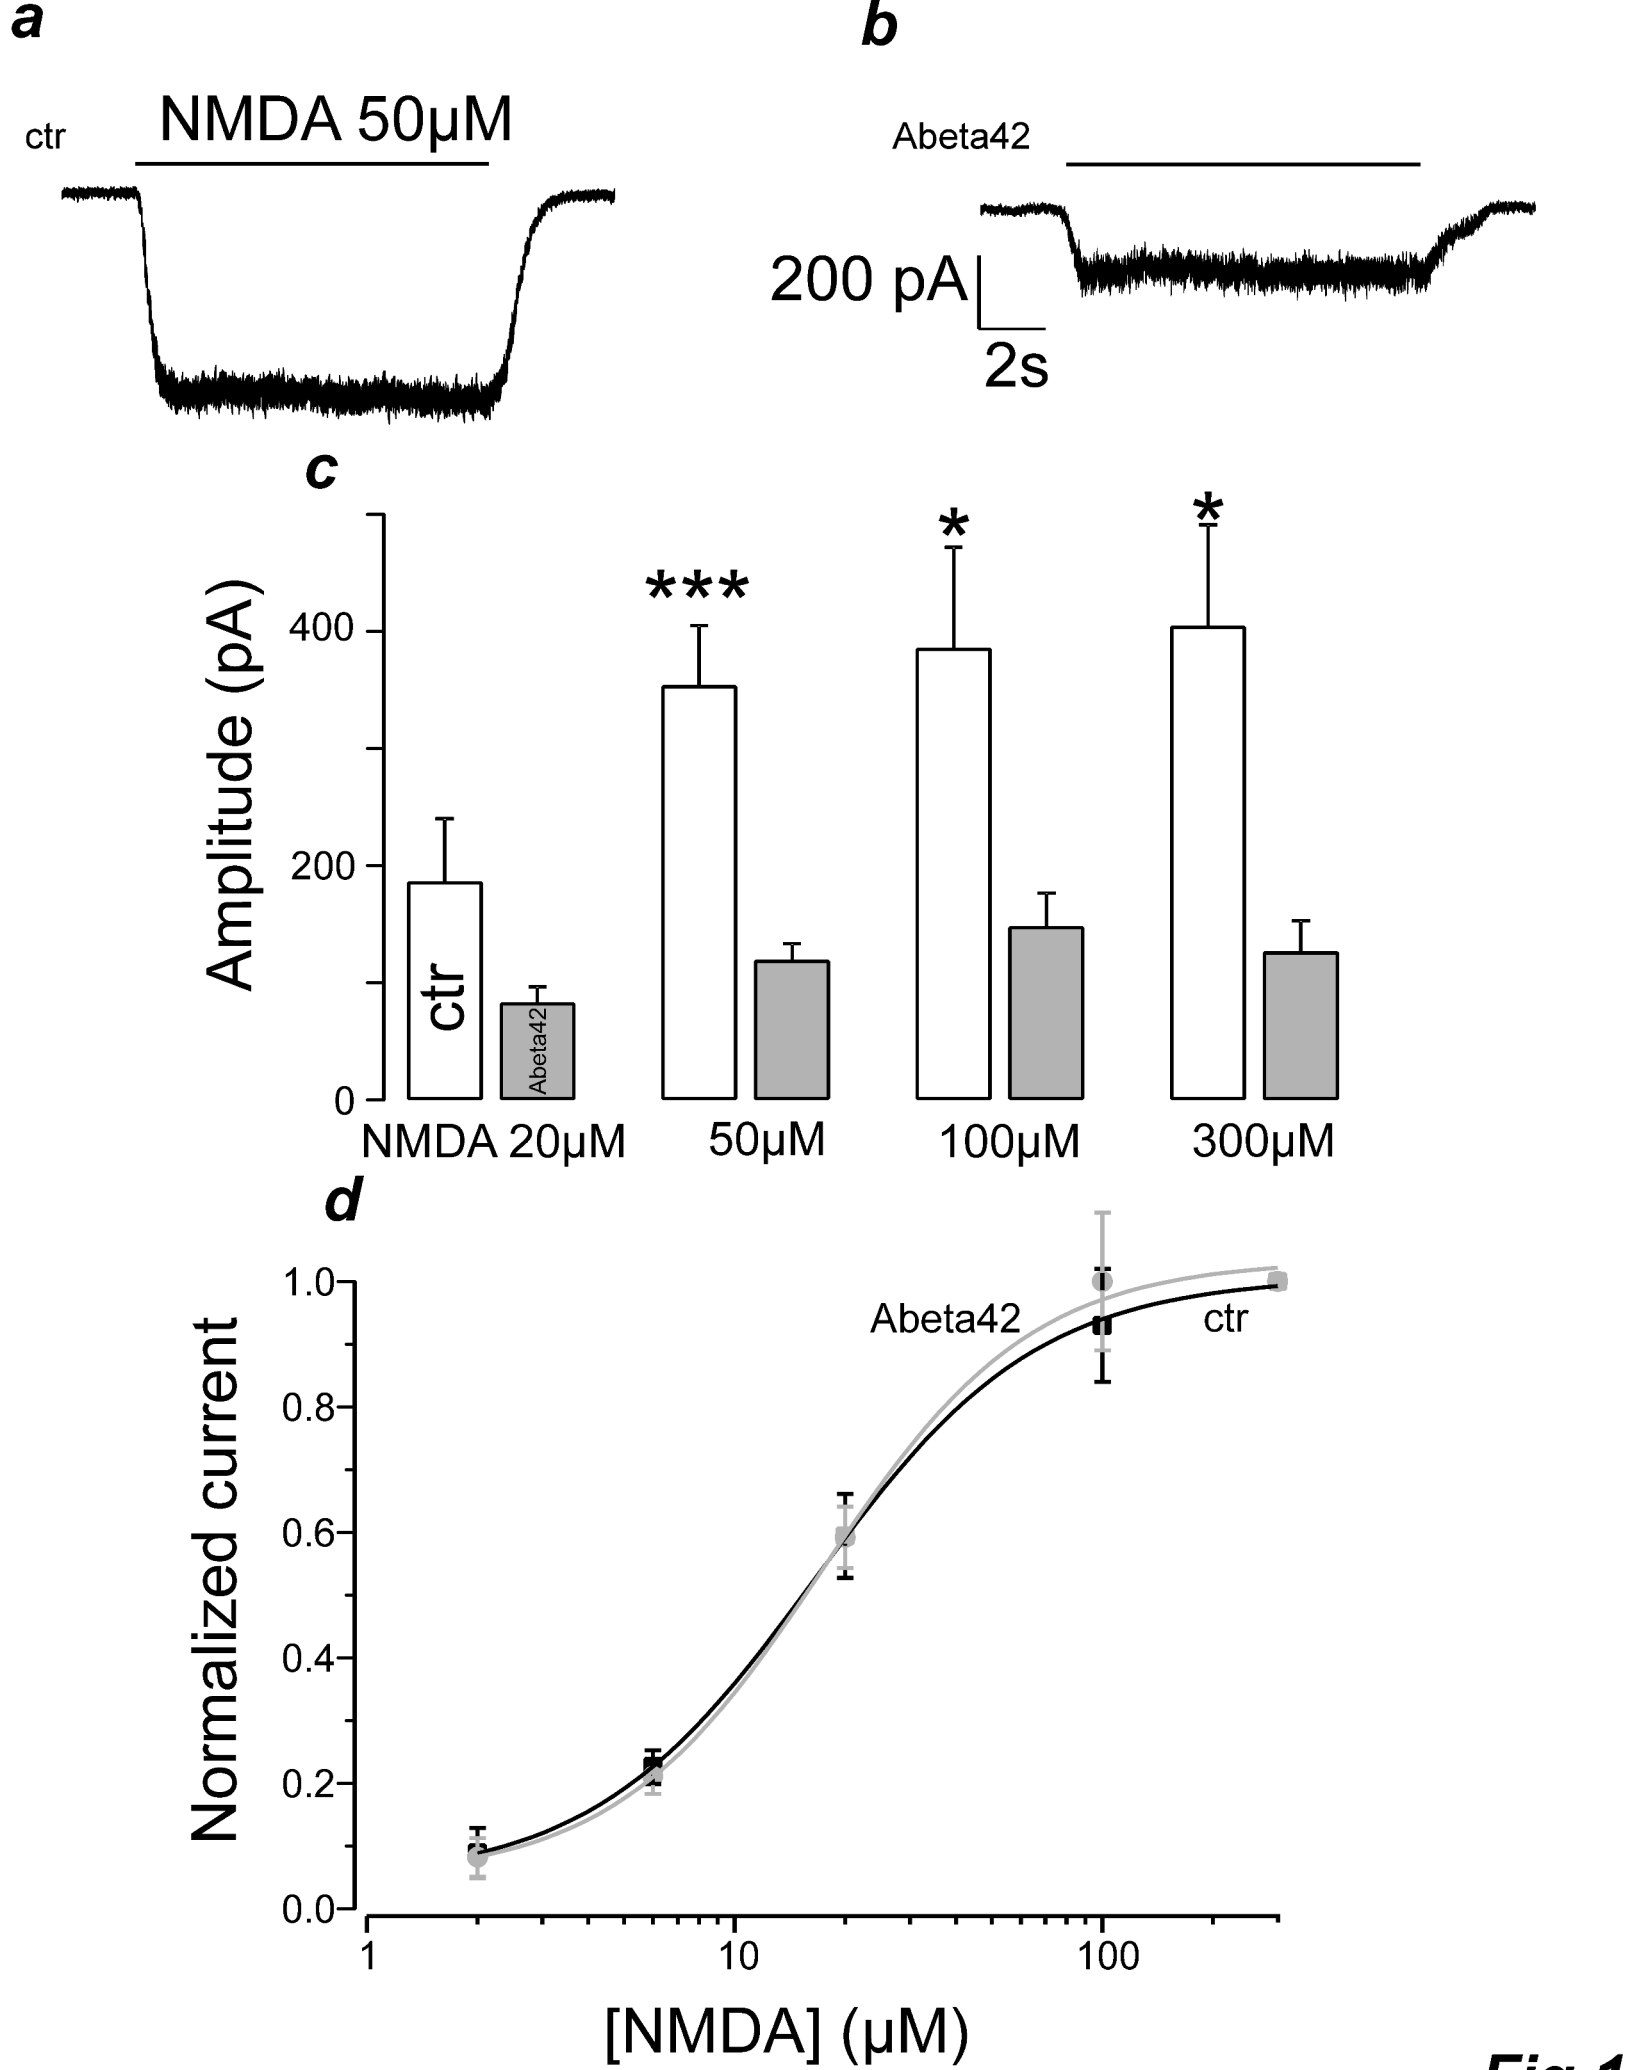 a
b
NMDA 50µM
ctr
Abeta42
200 pA
2s
c
***
*
*
Amplitude (pA)
400
200
0
ctr
Abeta42
NMDA 20µM
50µM
100µM
300µM
d
Normalized current
1.0
0.8
0.6
0.4
0.2
0.0
Abeta42
ctr
1
10
100
[NMDA] (µM)